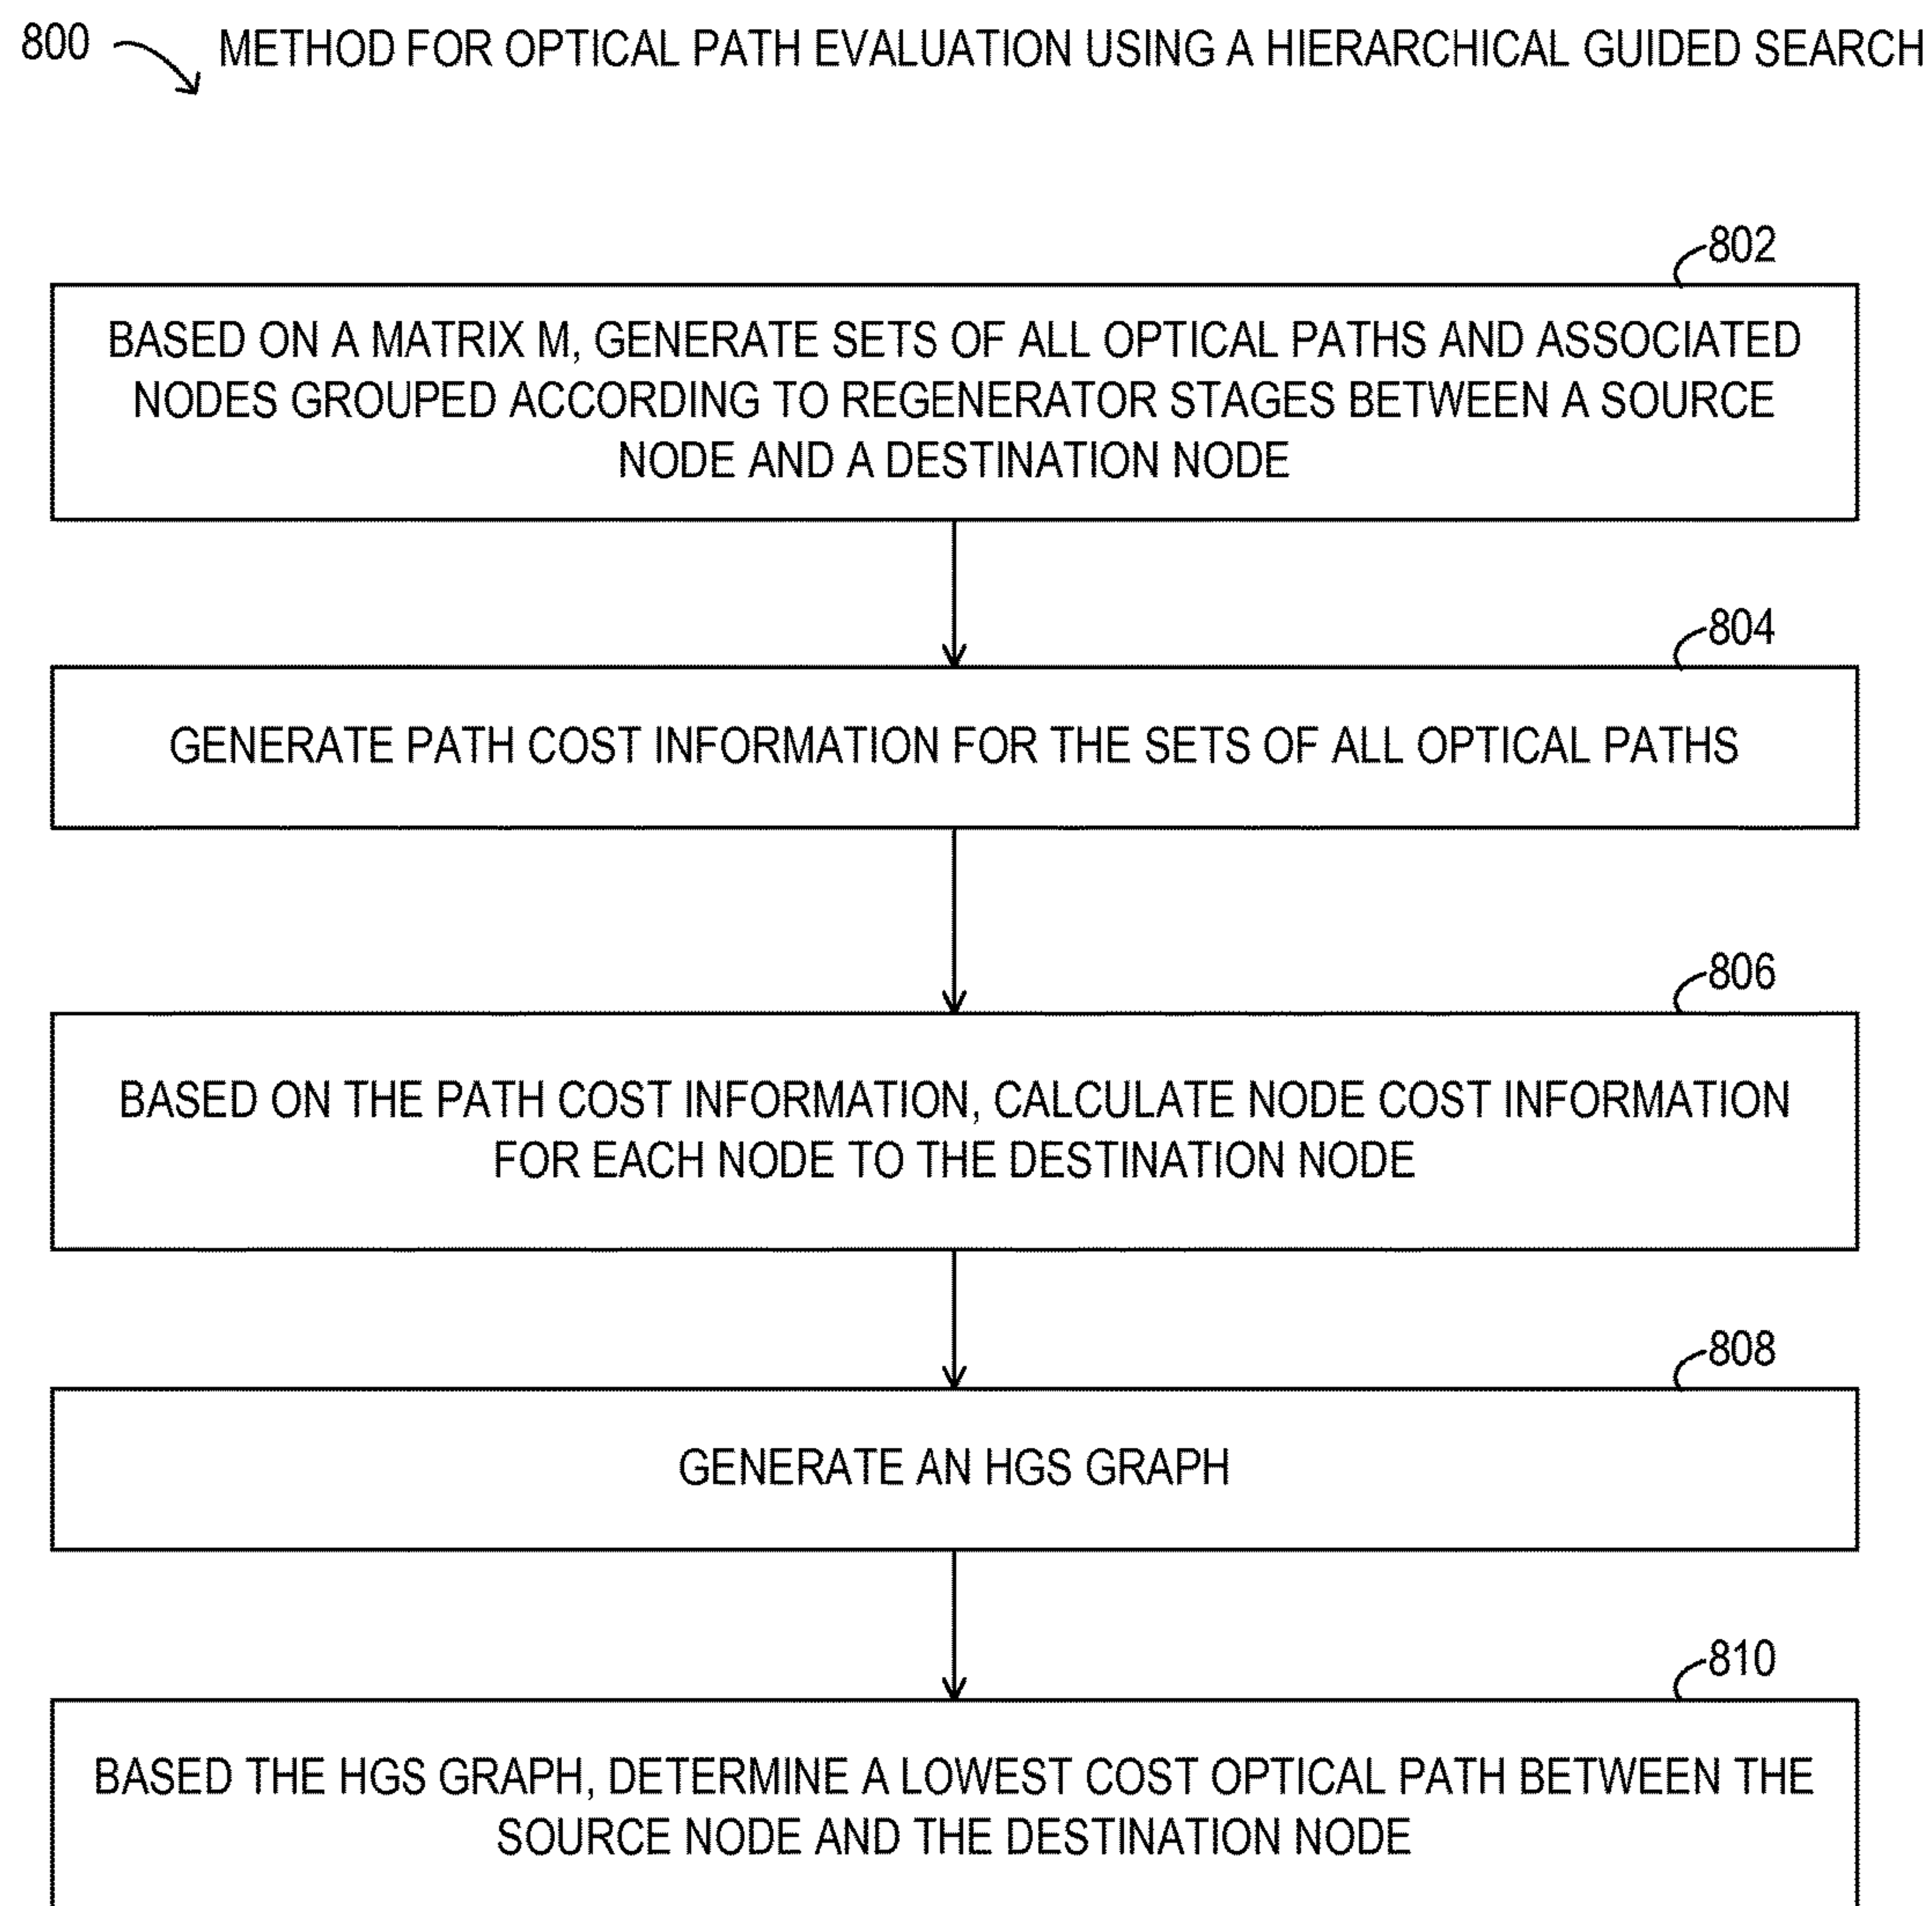 800 METHOD FOR OPTICAL PATH EVALUATION USING A HIERARCHICAL GUIDED SEARCH
802
BASED ON A MATRIX M, GENERATE SETS OF ALL OPTICAL PATHS AND ASSOCIATED
NODES GROUPED ACCORDING TO REGENERATOR STAGES BETWEEN A SOURCE
NODE AND A DESTINATION NODE
804
GENERATE PATH COST INFORMATION FOR THE SETS OF ALL OPTICAL PATHS
806
BASED ON THE PATH COST INFORMATION, CALCULATE NODE COST INFORMATION
FOR EACH NODE TO THE DESTINATION NODE
808
GENERATE AN HGS GRAPH
810
BASED THE HGS GRAPH, DETERMINE A LOWEST COST OPTICAL PATH BETWEEN THE
SOURCE NODE AND THE DESTINATION NODE